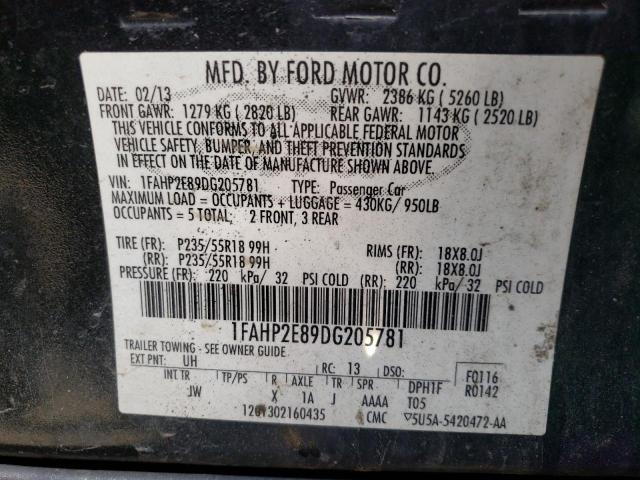 MFD. BY FORD MOTOR CO.
DATE: 02/13 GVWR: 2386 KG ( 5260 LB)
FRONT GAWR: 1279 KG ( 2820 LB) REAR GAWR: 1143 KG ( 2520 LB)
THIS VEHICLE CONFORMS TO ALL APPLICABLE FEDERAL MOTOR
VEHICLE SAFETY, BUMPER, AND THEFT PREVENTION STANDARDS
IN EFFECT ON THE DATE OF MANUFACTURE SHOWN ABOVE.
VIN: 1FAHP2E89DG205781 TYPE: Passenger Car
MAXIMUM LOAD = OCCUPANTS + LUGGAGE = 430KG/ 950LB
OCCUPANTS = 5 TOTAL; 2 FRONT, 3 REAR
TIRE (FR): P235/55R18 99H RIMS (FR): 18X8.0J
(RR): P235/55R18 99H (RR): 18X8.0J
PRESSURE (FR): 220 kPa/ 32 PSI COLD (RR): 220 kPa/ 32 PSI COLD
1FAHP2E89DG205781
TRAILER TOWING - SEE OWNER GUIDE
EXT PNT: UH RC: 13 DSO: F0116
INT TR TP/PS R AXLE TR SPR DPH1F R0142
JW X 1A J AAAA T05
1201302160435 CMC 5U5A-5420472-AA